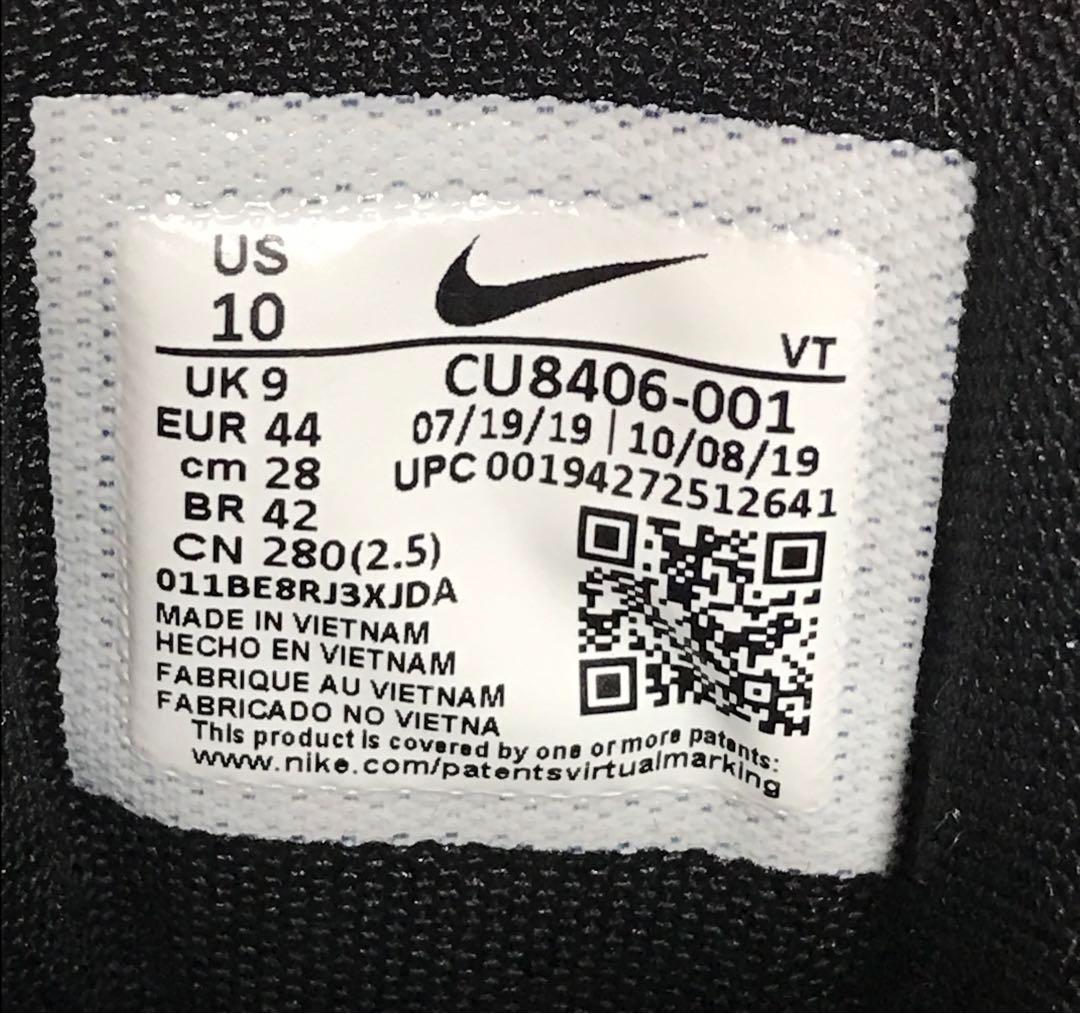 US
10
VT
UK 9
CU8406-001
EUR 44
07/19/19 | 10/08/19
cm 28
UPC 00194272512641
BR 42
CN 280(2.5)
011BE8RJ3XJDA
MADE IN VIETNAM
HECHO EN VIETNAM
FABRIQUE AU VIETNAM
FABRICADO NO VIETNA
This product is covered by one or more patents:
www.nike.com/patentsvirtualmarking